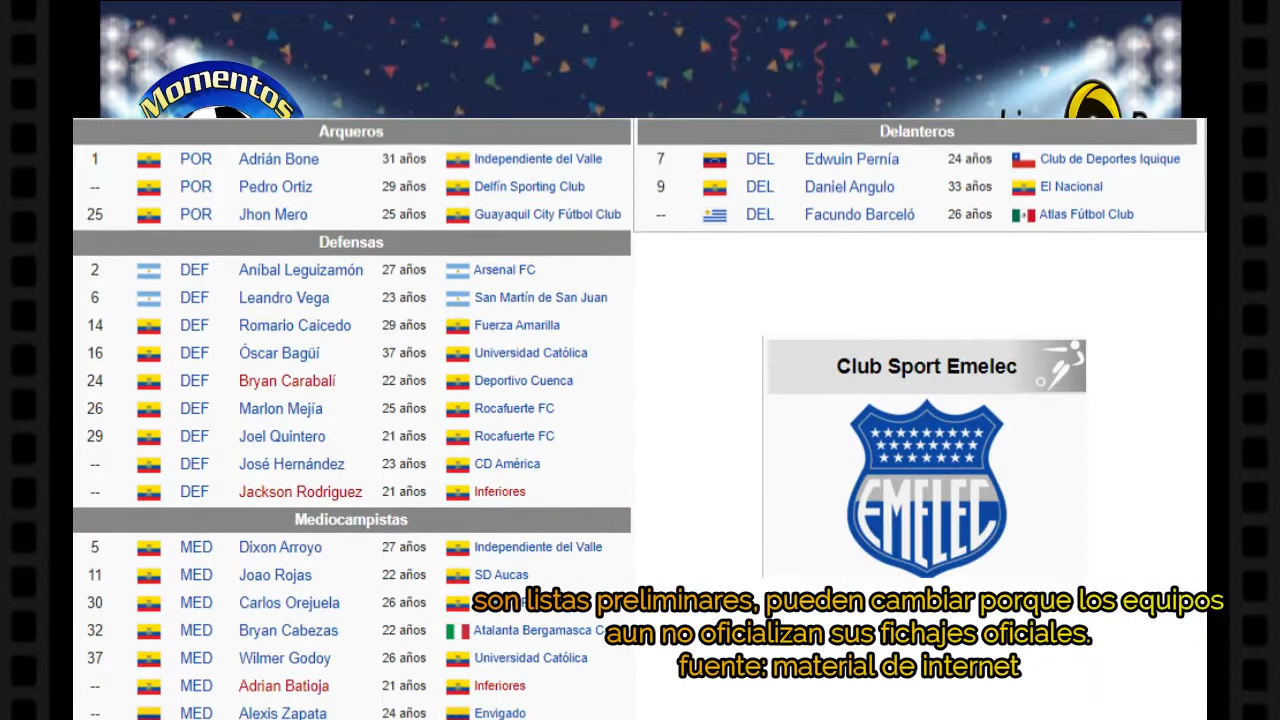 Momentos
Arqueros
1 POR Adrián Bone 31 años Independiente del Valle
-- POR Pedro Ortiz 29 años Delfín Sporting Club
25 POR Jhon Mero 25 años Guayaquil City Fútbol Club
Defensas
2 DEF Aníbal Leguizamón 27 años Arsenal FC
6 DEF Leandro Vega 23 años San Martín de San Juan
14 DEF Romario Caicedo 29 años Fuerza Amarilla
16 DEF Óscar Bagüí 37 años Universidad Católica
24 DEF Bryan Carabalí 22 años Deportivo Cuenca
26 DEF Marlon Mejía 25 años Rocafuerte FC
29 DEF Joel Quintero 21 años Rocafuerte FC
-- DEF José Hernández 23 años CD América
-- DEF Jackson Rodriguez 21 años Inferiores
Mediocampistas
5 MED Dixon Arroyo 27 años Independiente del Valle
11 MED Joao Rojas 22 años SD Aucas
30 MED Carlos Orejuela 26 años
32 MED Bryan Cabezas 22 años Atalanta Bergamasca C
37 MED Wilmer Godoy 26 años Universidad Católica
-- MED Adrian Batioja 21 años Inferiores
-- MED Alexis Zapata 24 años Envigado
Delanteros
7 DEL Edwuin Pernía 24 años Club de Deportes Iquique
9 DEL Daniel Angulo 33 años El Nacional
-- DEL Facundo Barceló 26 años Atlas Fútbol Club
Club Sport Emelec
EMELEC
son listas preliminares, pueden cambiar porque los equipos
aun no oficializan sus fichajes oficiales.
fuente: material de internet